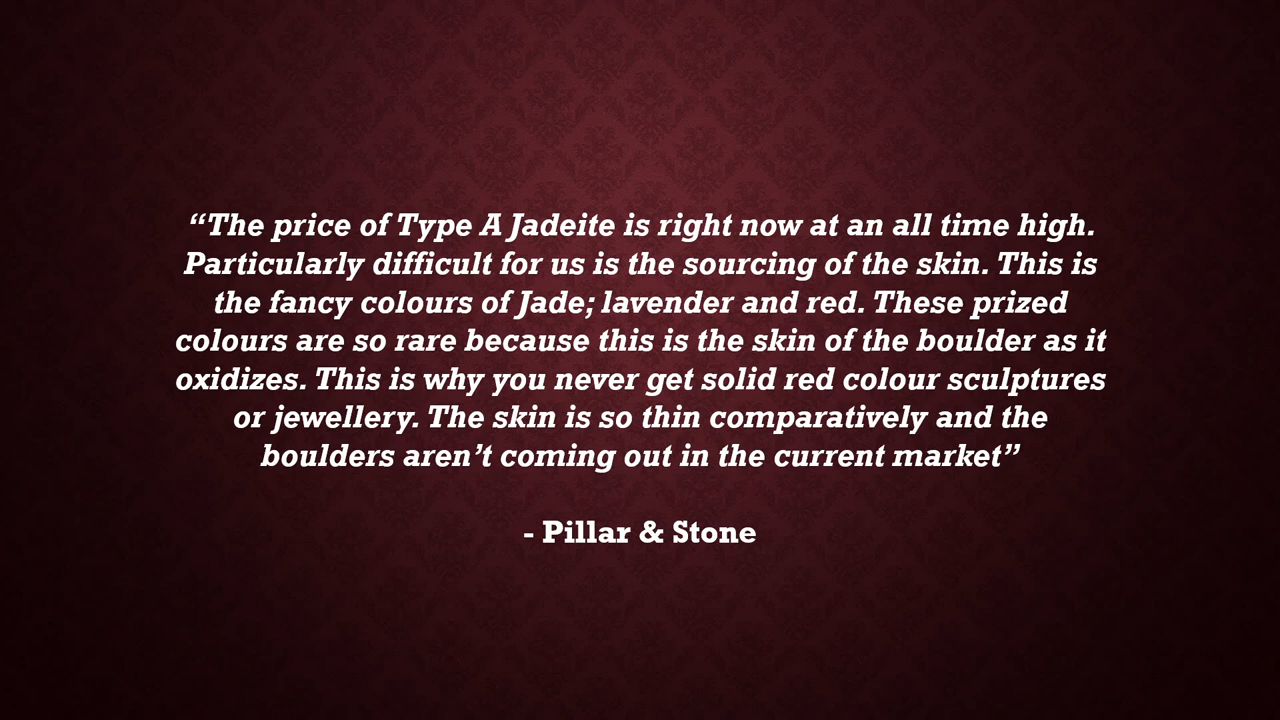 “The price of Type A Jadeite is right now at an all time high.
Particularly difficult for us is the sourcing of the skin. This is
the fancy colours of Jade; lavender and red. These prized
colours are so rare because this is the skin of the boulder as it
oxidizes. This is why you never get solid red colour sculptures
or jewellery. The skin is so thin comparatively and the
boulders aren’t coming out in the current market”
- Pillar & Stone